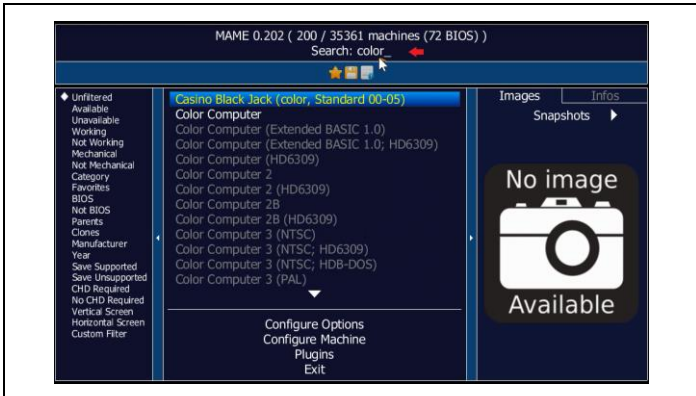 MAME 0.202 ( 200 / 35361 machines (72 BIOS) )
Search: color_
Unfiltered
Available
Unavailable
Working
Not Working
Mechanical
Not Mechanical
Category
Favorites
BIOS
Not BIOS
Parents
Clones
Manufacturer
Year
Save Supported
Save Unsupported
CHD Required
No CHD Required
Vertical Screen
Horizontal Screen
Custom Filter
Casino Black Jack (color, Standard 00-05)
Color Computer
Color Computer (Extended BASIC 1.0)
Color Computer (Extended BASIC 1.0; HD6309)
Color Computer (HD6309)
Color Computer 2
Color Computer 2 (HD6309)
Color Computer 2B
Color Computer 2B (HD6309)
Color Computer 3 (NTSC)
Color Computer 3 (NTSC; HD6309)
Color Computer 3 (NTSC; HDB-DOS)
Color Computer 3 (PAL)
Configure Options
Configure Machine
Plugins
Exit
Images Infos
Snapshots
No image
Available